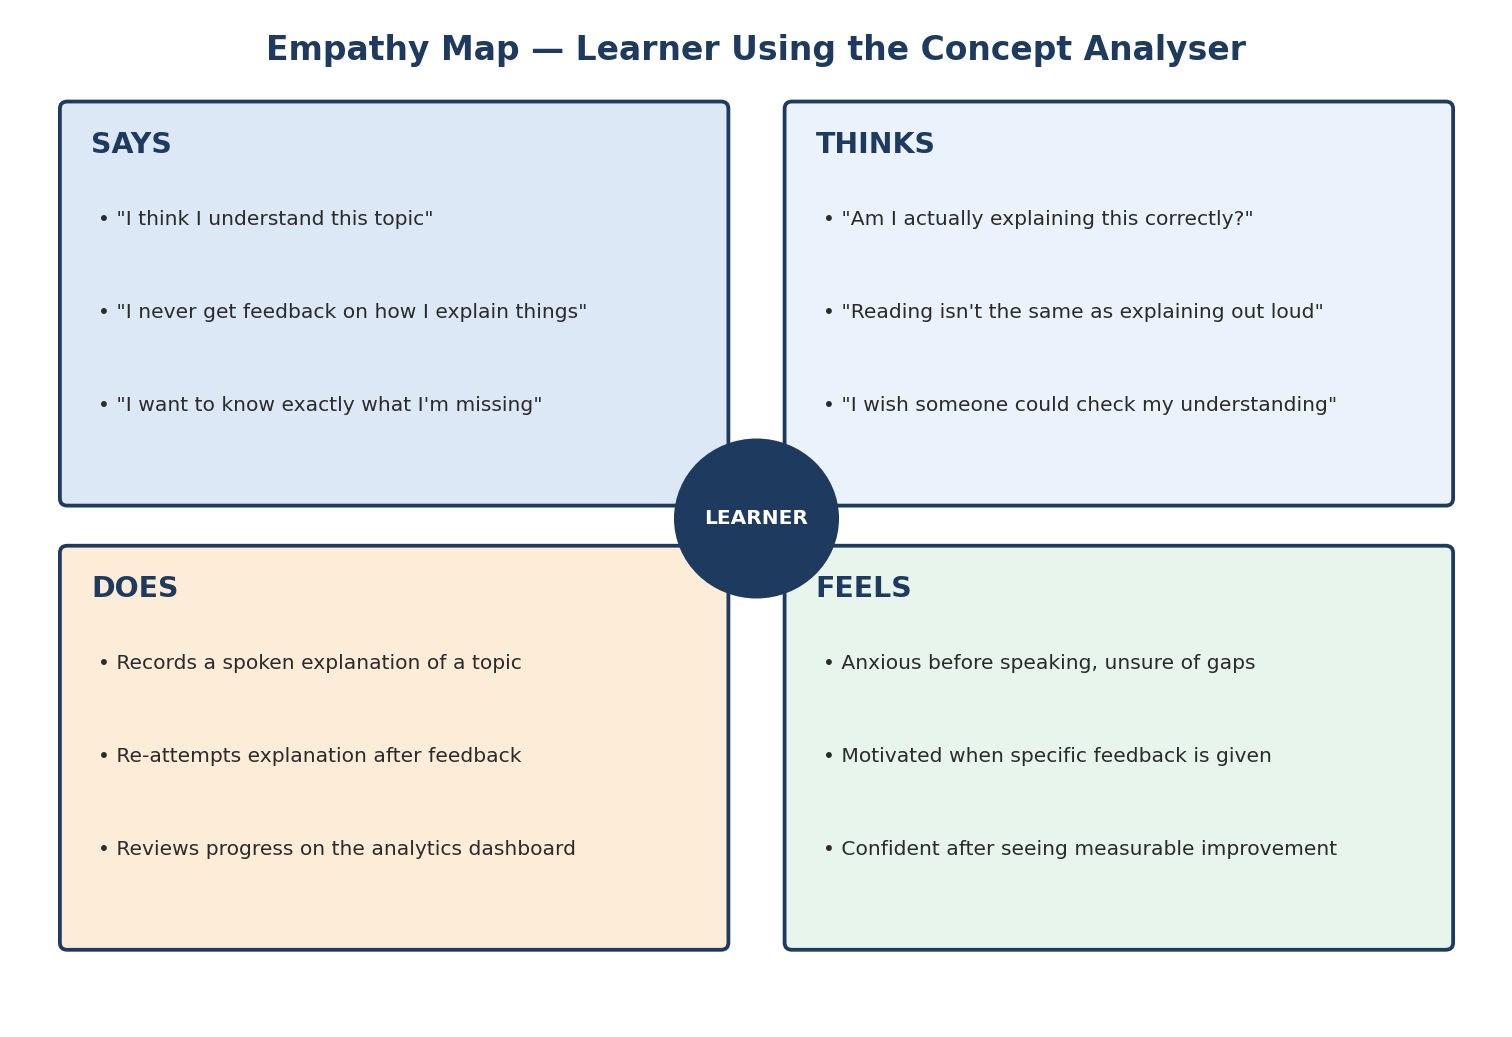 Empathy Map — Learner Using the Concept Analyser
SAYS
• "I think I understand this topic"
• "I never get feedback on how I explain things"
• "I want to know exactly what I'm missing"
THINKS
• "Am I actually explaining this correctly?"
• "Reading isn't the same as explaining out loud"
• "I wish someone could check my understanding"
LEARNER
DOES
• Records a spoken explanation of a topic
• Re-attempts explanation after feedback
• Reviews progress on the analytics dashboard
FEELS
• Anxious before speaking, unsure of gaps
• Motivated when specific feedback is given
• Confident after seeing measurable improvement